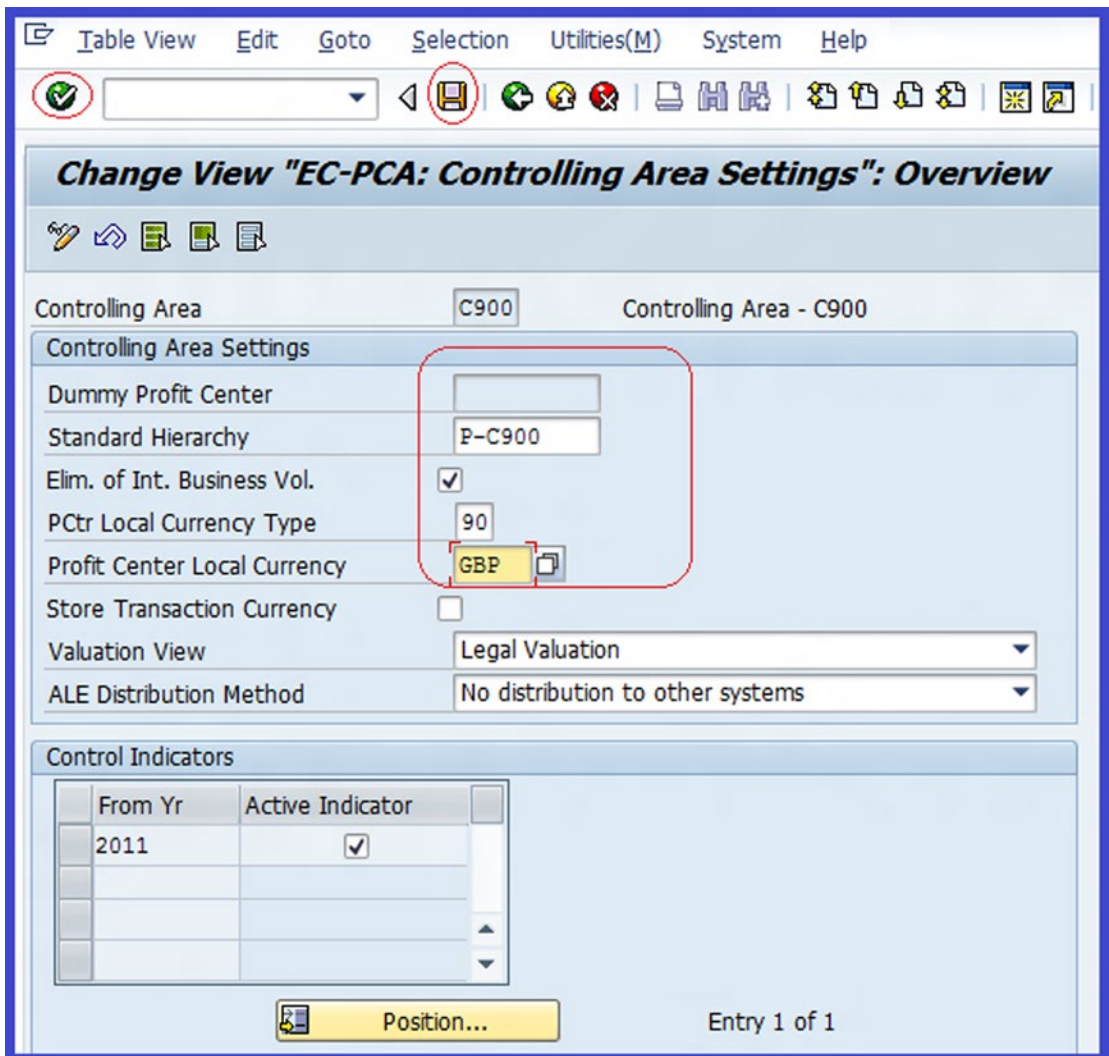 Table View Edit Goto Selection Utilities(M) System Help
Change View "EC-PCA: Controlling Area Settings": Overview
Controlling Area C900 Controlling Area - C900
Controlling Area Settings
Dummy Profit Center
Standard Hierarchy P-C900
Elim. of Int. Business Vol.
PCtr Local Currency Type 90
Profit Center Local Currency GBP
Store Transaction Currency
Valuation View Legal Valuation
ALE Distribution Method No distribution to other systems
Control Indicators
From Yr Active Indicator
2011
Position... Entry 1 of 1